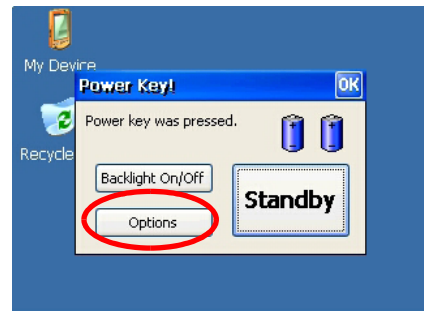 My Device
Power Key!
OK
Power key was pressed.
Recycle
Backlight On/Off
Standby
Options